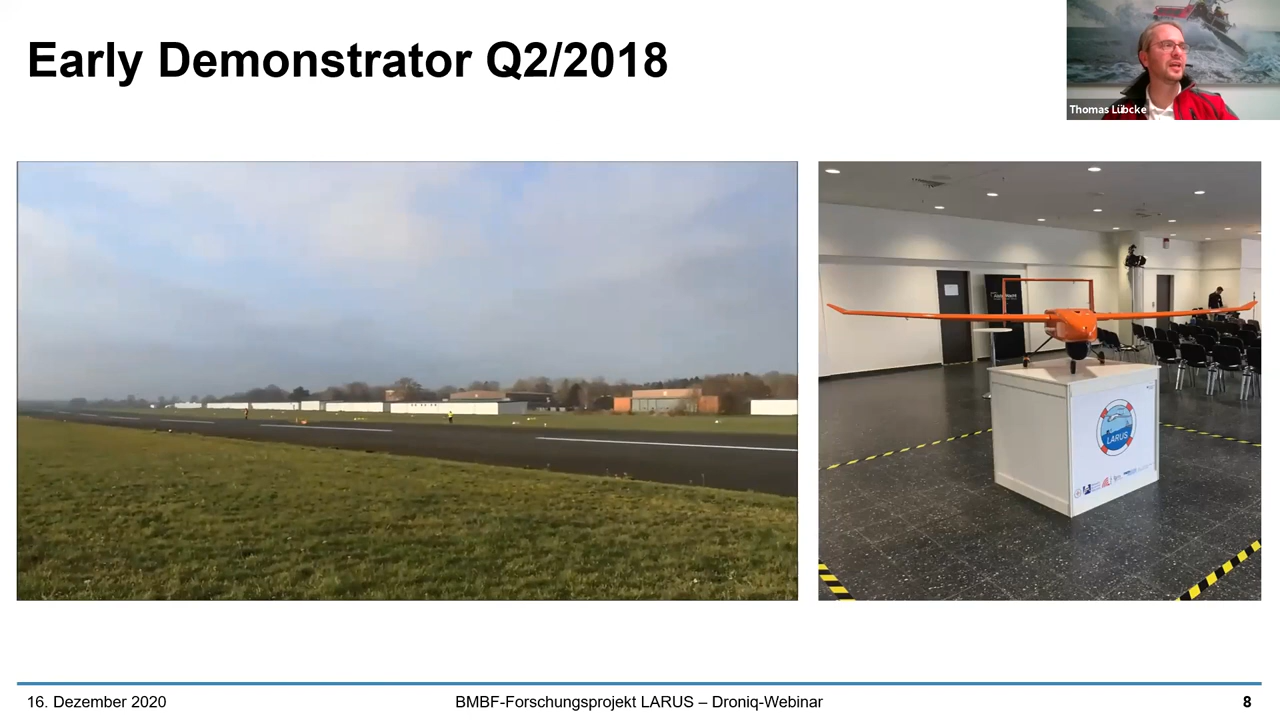 Early Demonstrator Q2/2018
Thomas Lübcke
LARUS
16. Dezember 2020
BMBF-Forschungsprojekt LARUS – Droniq-Webinar
8